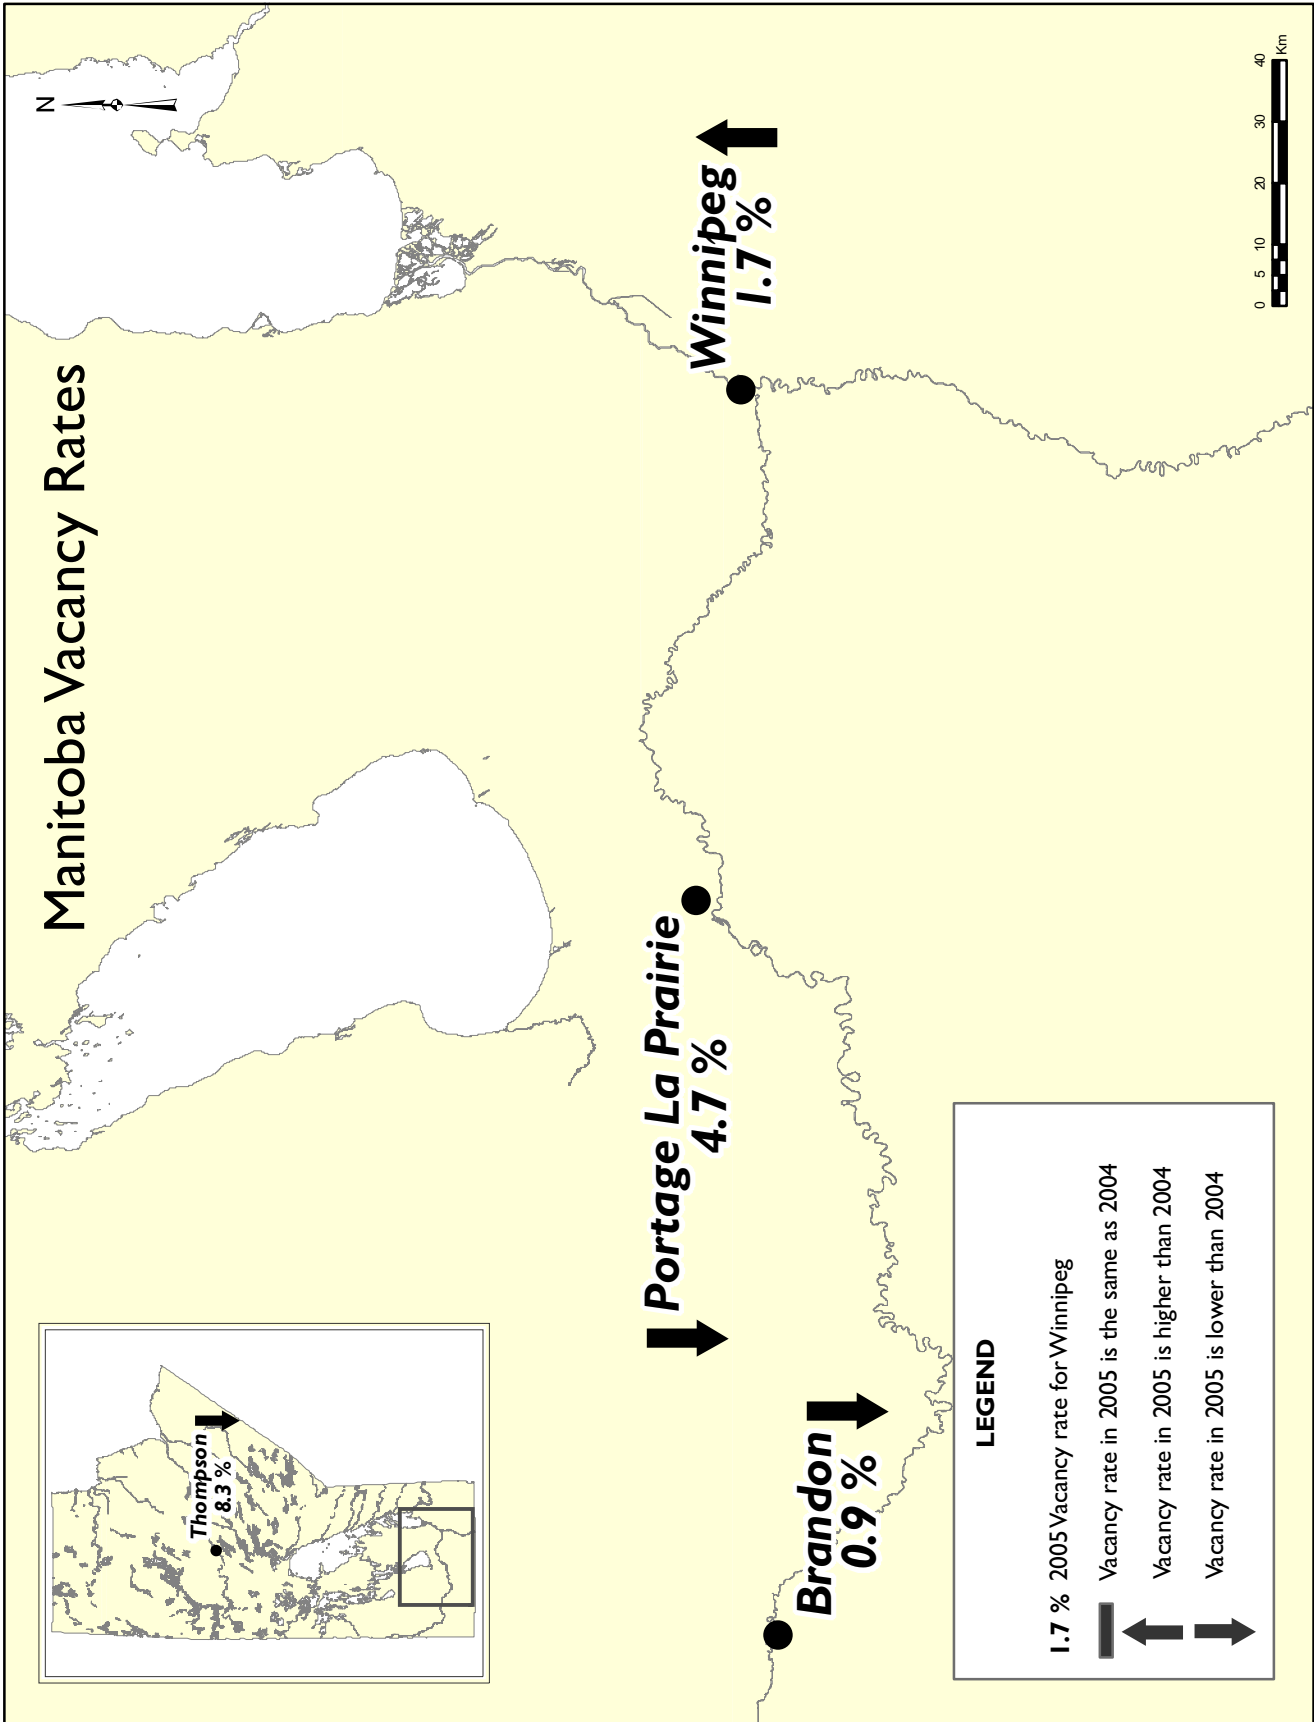 Manitoba Vacancy Rates
N
Thompson
8.3 %
Portage La Prairie
4.7 %
Winnipeg
1.7 %
Brandon
0.9 %
LEGEND
1.7 % 2005 Vacancy rate for Winnipeg
Vacancy rate in 2005 is the same as 2004
Vacancy rate in 2005 is higher than 2004
Vacancy rate in 2005 is lower than 2004
0 5 10 20 30 40
Km